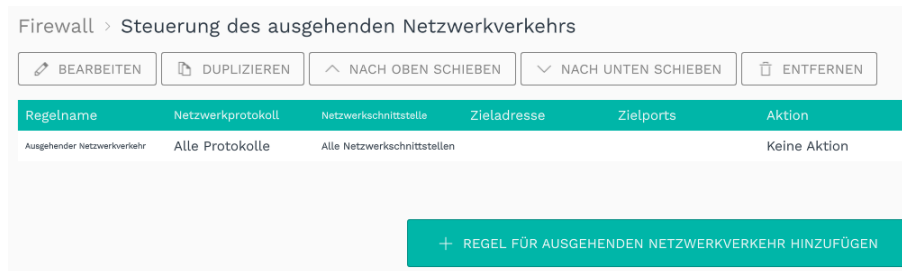 Firewall > Steuerung des ausgehenden Netzwerkverkehrs
BEARBEITEN DUPLIZIEREN NACH OBEN SCHIEBEN NACH UNTEN SCHIEBEN ENTFERNEN
Regelname Netzwerkprotokoll Netzwerkschnittstelle Zieladresse Zielports Aktion
Ausgehender Netzwerkverkehr Alle Protokolle Alle Netzwerkschnittstellen Keine Aktion
+ REGEL FÜR AUSGEHENDEN NETZWERKVERKEHR HINZUFÜGEN